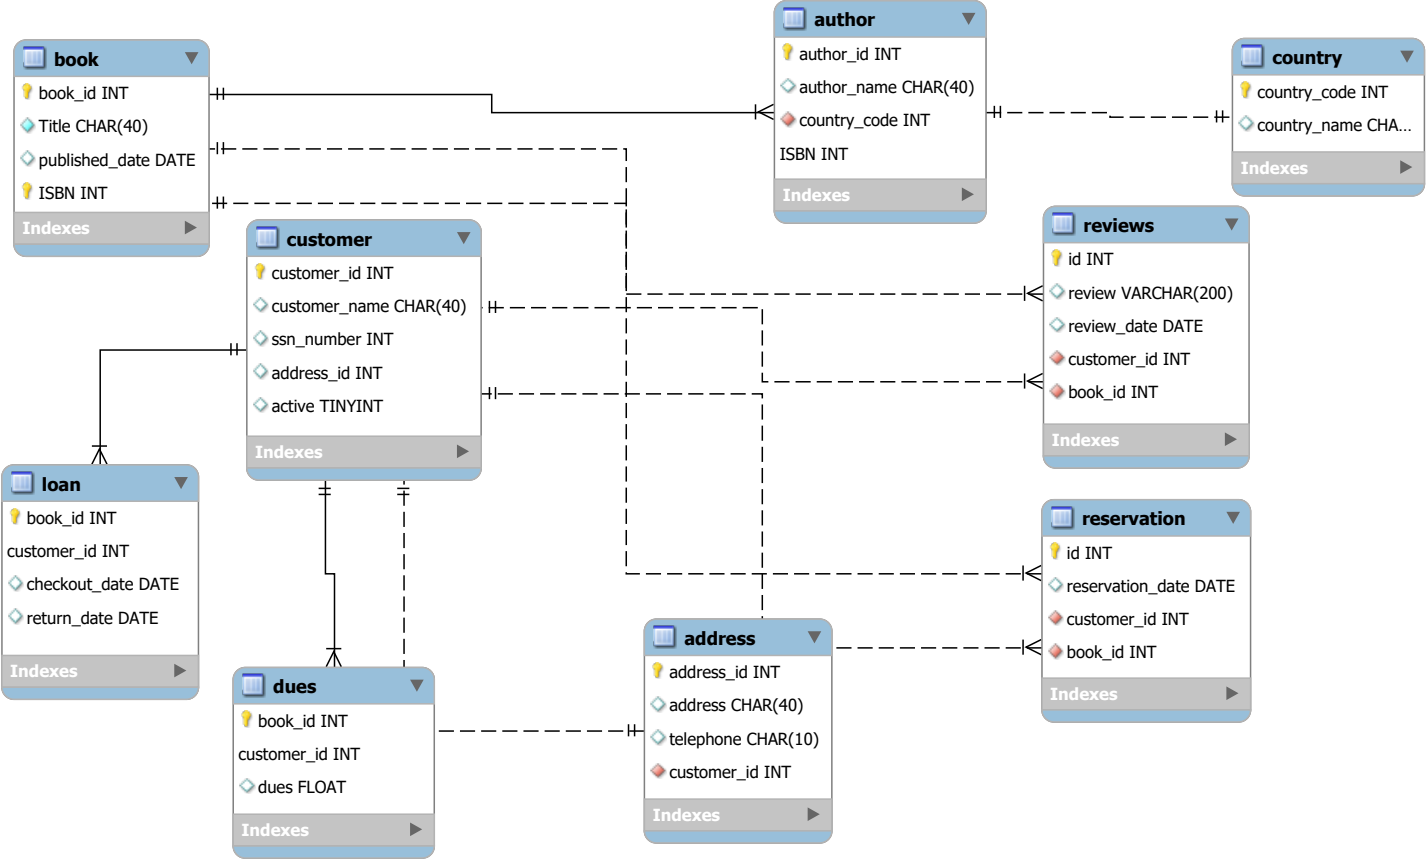 book
book_id INT
Title CHAR(40)
published_date DATE
ISBN INT
Indexes
author
author_id INT
author_name CHAR(40)
country_code INT
ISBN INT
Indexes
country
country_code INT
country_name CHA...
Indexes
customer
customer_id INT
customer_name CHAR(40)
ssn_number INT
address_id INT
active TINYINT
Indexes
reviews
id INT
review VARCHAR(200)
review_date DATE
customer_id INT
book_id INT
Indexes
loan
book_id INT
customer_id INT
checkout_date DATE
return_date DATE
Indexes
reservation
id INT
reservation_date DATE
customer_id INT
book_id INT
Indexes
address
address_id INT
address CHAR(40)
telephone CHAR(10)
customer_id INT
Indexes
dues
book_id INT
customer_id INT
dues FLOAT
Indexes